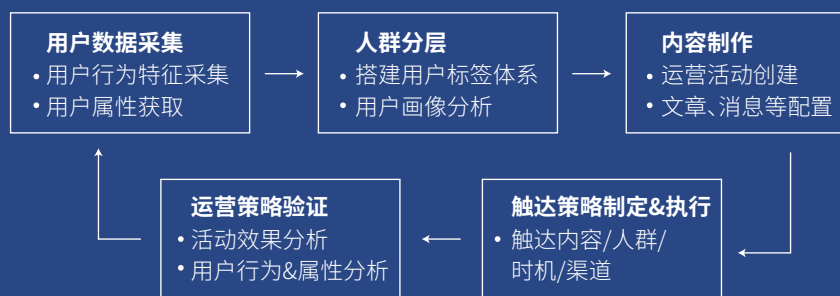 用户数据采集
• 用户行为特征采集
• 用户属性获取
人群分层
• 搭建用户标签体系
• 用户画像分析
内容制作
• 运营活动创建
• 文章、消息等配置
触达策略制定&执行
• 触达内容/人群/
时机/渠道
运营策略验证
• 活动效果分析
• 用户行为&属性分析